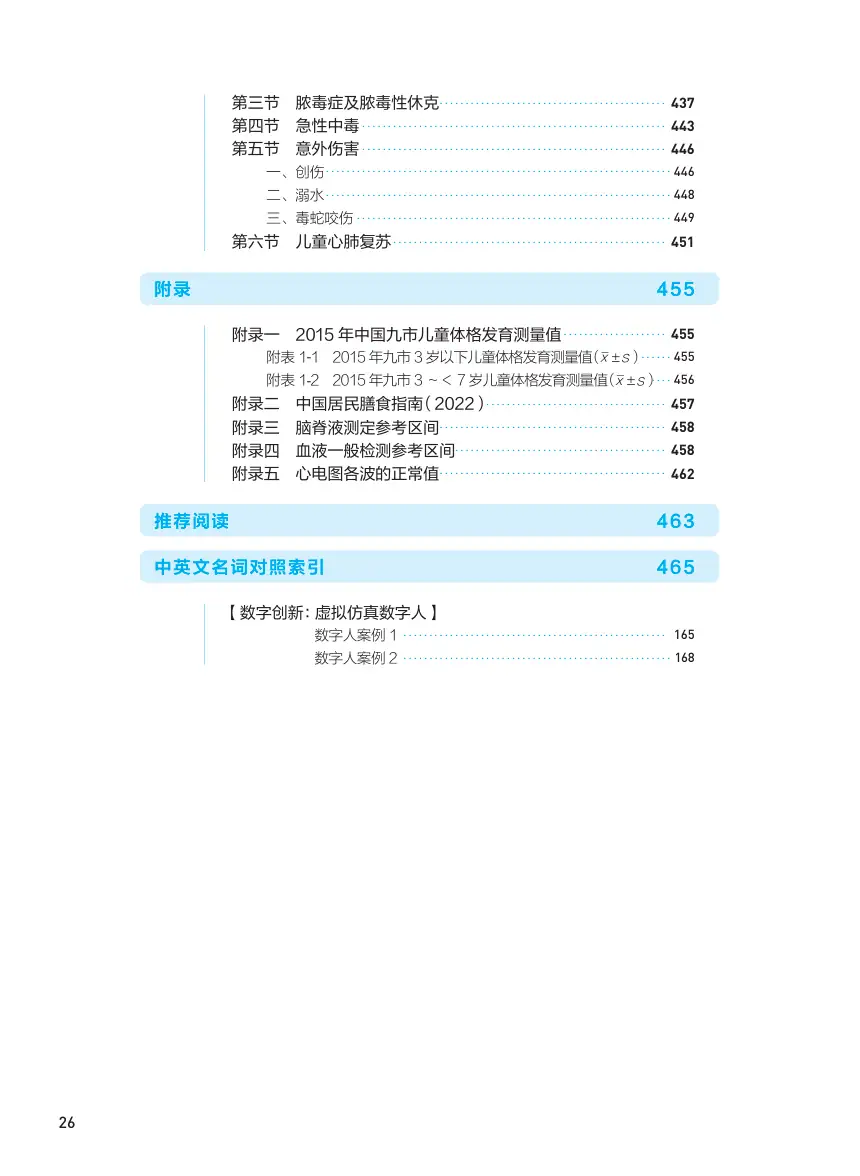 第三节 脓毒症及脓毒性休克 437
第四节 急性中毒 443
第五节 意外伤害 446
一、创伤 446
二、溺水 448
三、毒蛇咬伤 449
第六节 儿童心肺复苏 451
附录 455
附录一 2015 年中国九市儿童体格发育测量值 455
附表 1-1 2015 年九市 3 岁以下儿童体格发育测量值(x̄±s) 455
附表 1-2 2015 年九市 3 ～< 7 岁儿童体格发育测量值(x̄±s) 456
附录二 中国居民膳食指南(2022) 457
附录三 脑脊液测定参考区间 458
附录四 血液一般检测参考区间 458
附录五 心电图各波的正常值 462
推荐阅读 463
中英文名词对照索引 465
【数字创新：虚拟仿真数字人】
数字人案例 1 165
数字人案例 2 168
26